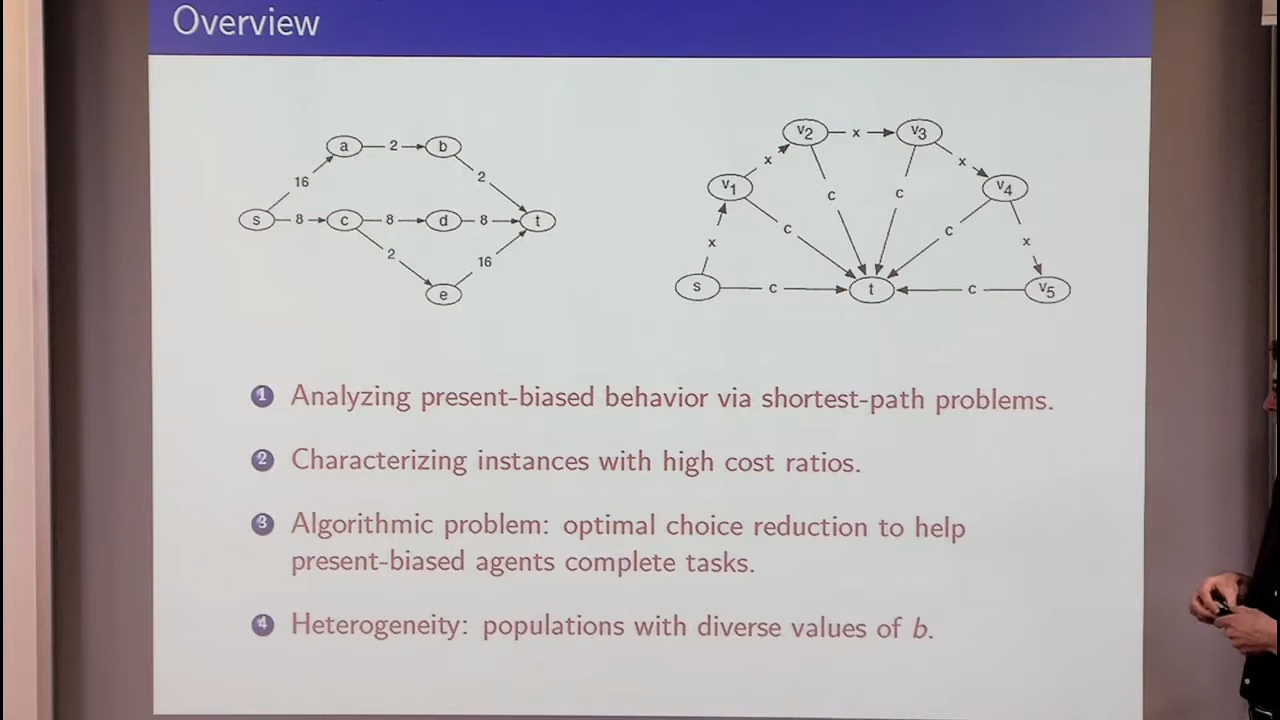 Overview
a 2 b
16 2
s 8 c 8 d 8 t
2 16
e
v2 x v3
x x
v1 v4
c c
c c
x x
s c t c v5
1 Analyzing present-biased behavior via shortest-path problems.
2 Characterizing instances with high cost ratios.
3 Algorithmic problem: optimal choice reduction to help
present-biased agents complete tasks.
4 Heterogeneity: populations with diverse values of b.